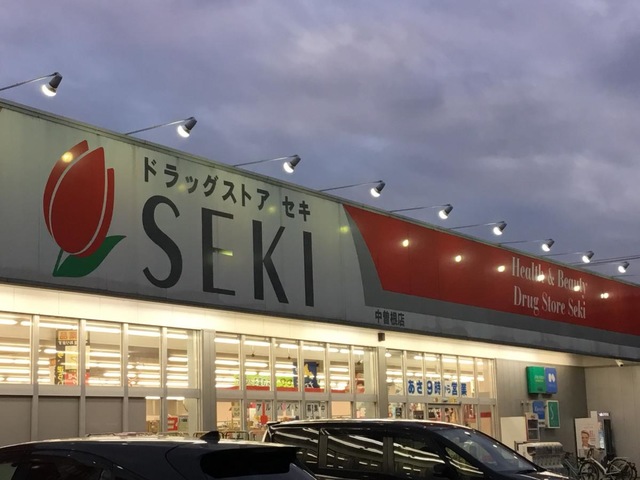 ドラッグストア セキ
SEKI
中曽根店
Health & Beauty
Drug Store Seki
あさ9時から営業